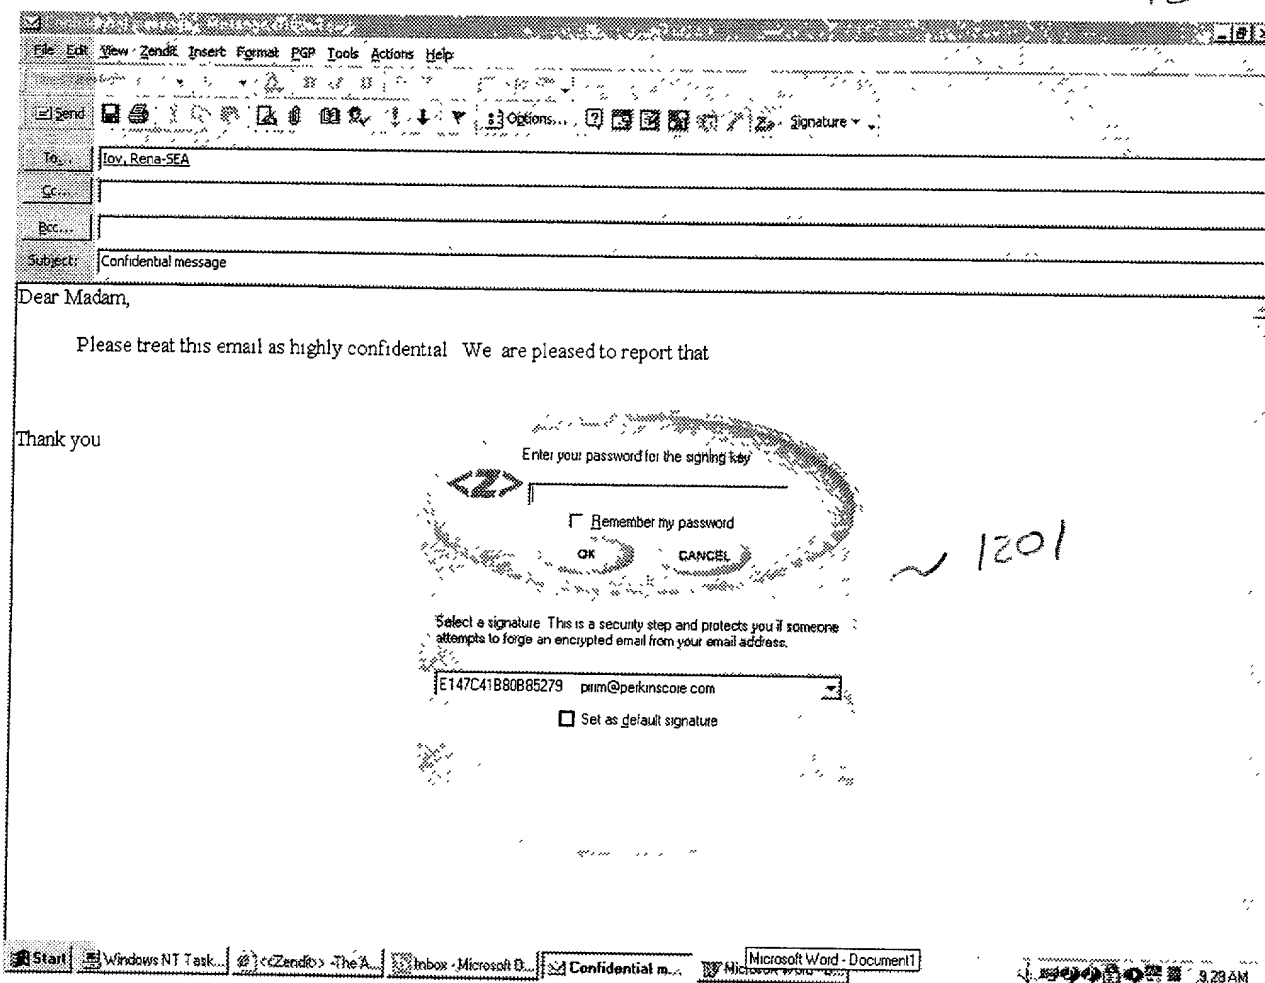 File Edit View Zendit Insert Format PGP Tools Actions Help
Send Options... Signature
To... Iov, Rena-SEA
Cc...
Bcc...
Subject: Confidential message
Dear Madam,
Please treat this email as highly confidential We are pleased to report that
Thank you
Enter your password for the signing key
Z
Remember my password
OK CANCEL
1201
Select a signature This is a security step and protects you if someone
attempts to forge an encrypted email from your email address.
E147C41B80B85279 pirim@perkinscoie com
Set as default signature
Start Windows NT Task... <<Zendit>> -The A... Inbox - Microsoft O... Confidential m... Microsoft Word - Document1 9.29 AM